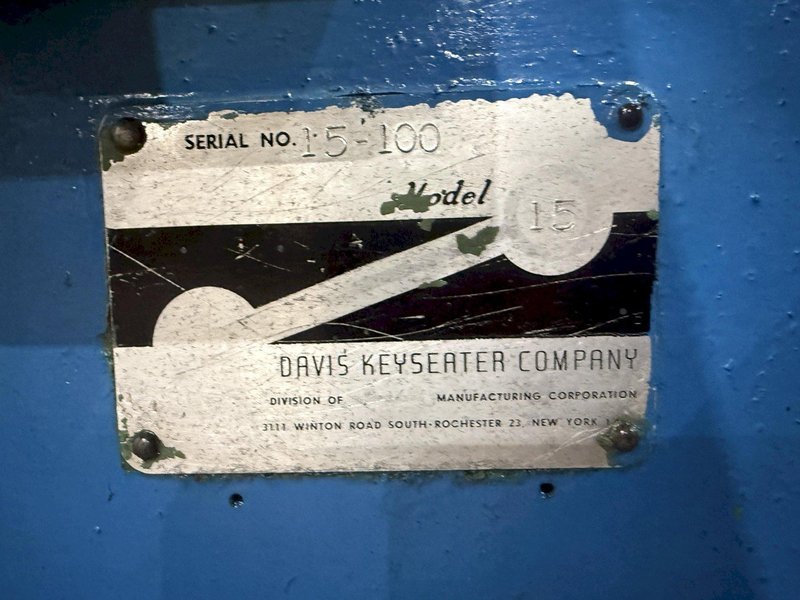 SERIAL NO. 15-100
Model
15
DAVIS KEYSEATER COMPANY
DIVISION OF MANUFACTURING CORPORATION
3111 WINTON ROAD SOUTH · ROCHESTER 23, NEW YORK